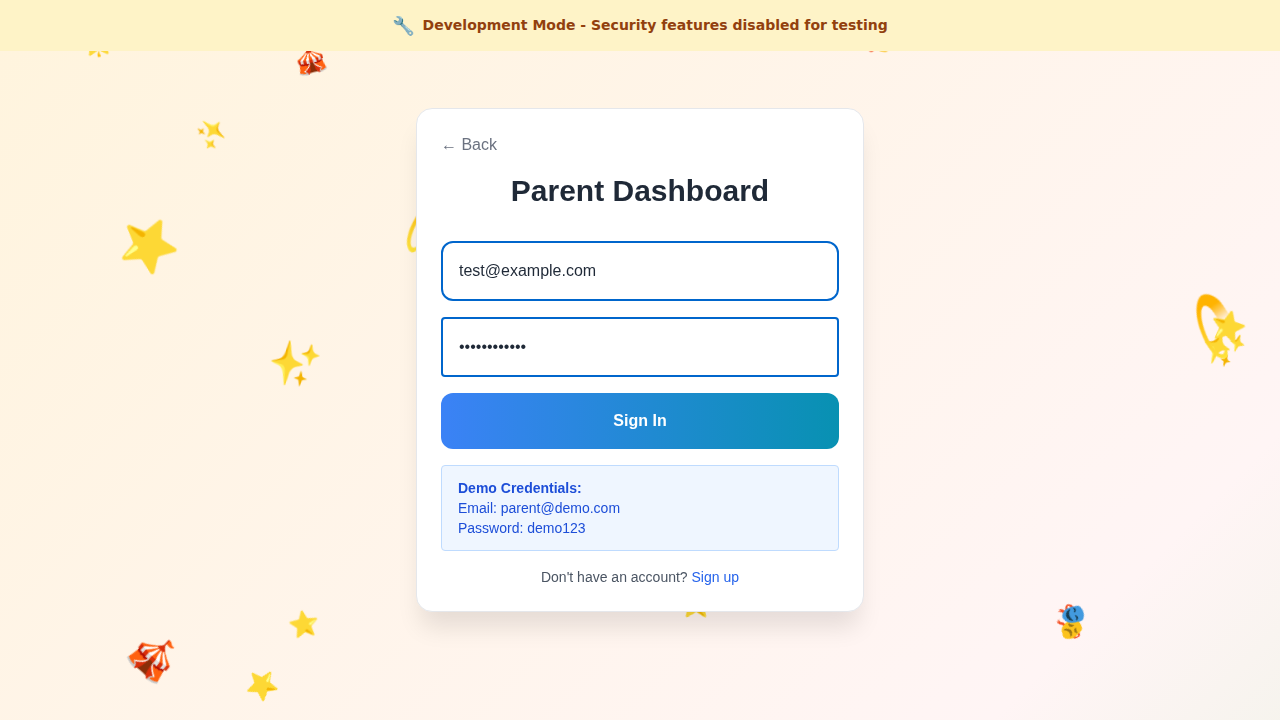 🔧 Development Mode - Security features disabled for testing
← Back
Parent Dashboard
test@example.com
••••••••••••
Sign In
Demo Credentials:
Email: parent@demo.com
Password: demo123
Don't have an account? Sign up